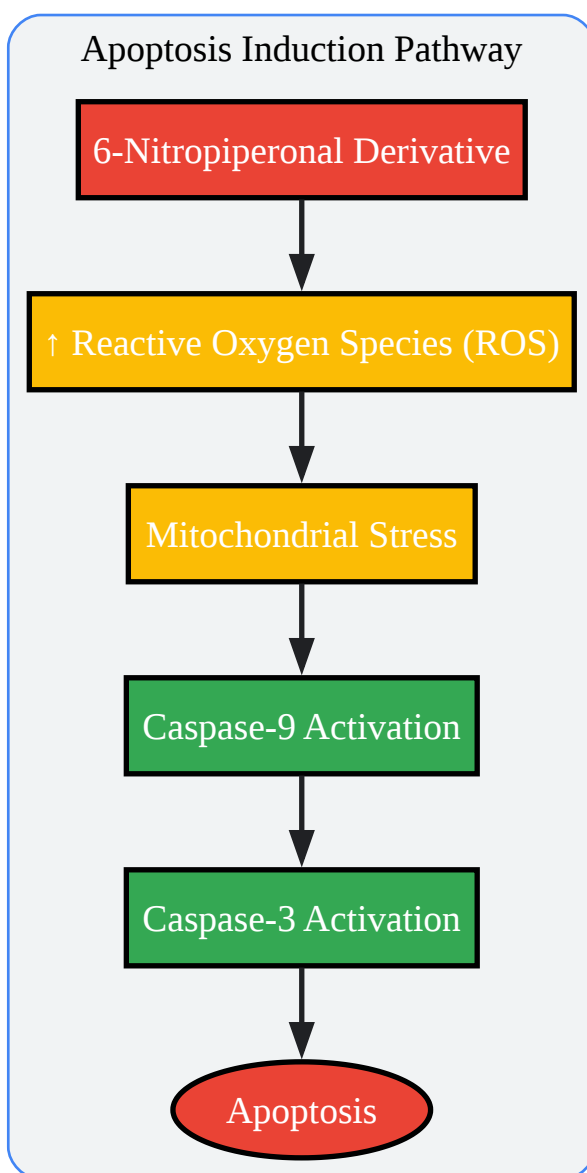 Apoptosis Induction Pathway
6-Nitropiperonal Derivative
↑ Reactive Oxygen Species (ROS)
Mitochondrial Stress
Caspase-9 Activation
Caspase-3 Activation
Apoptosis